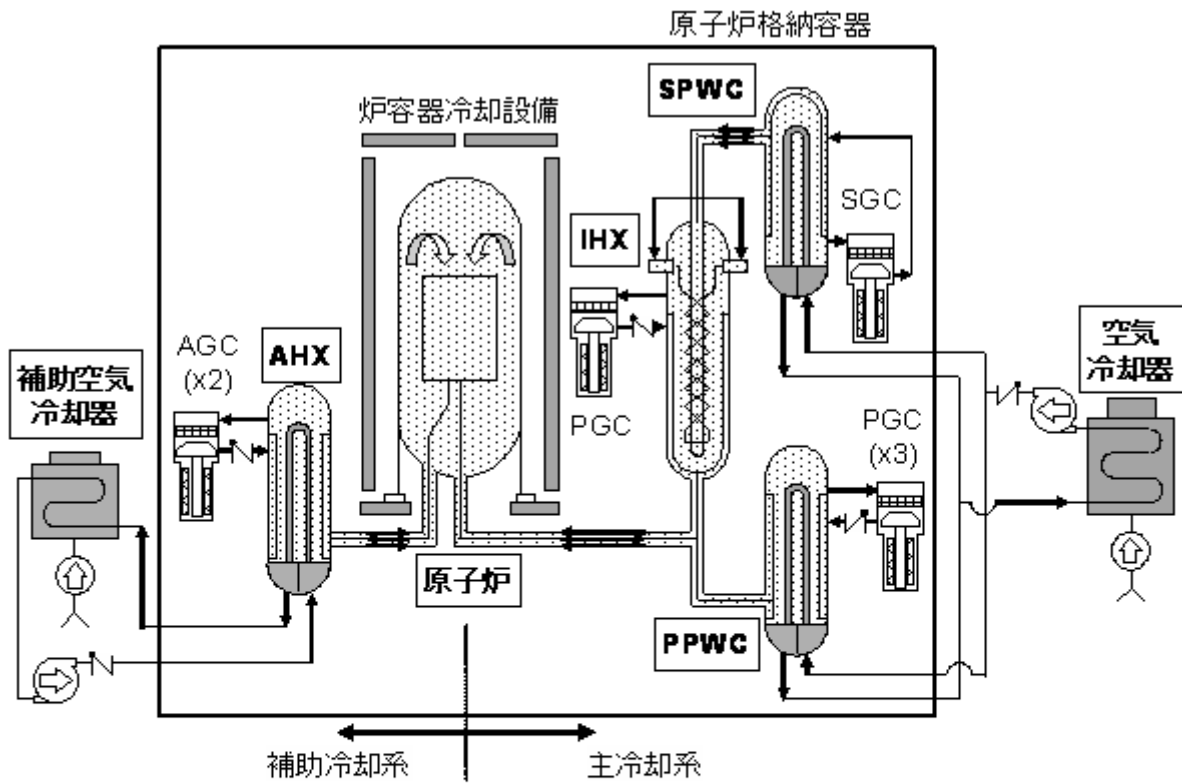 原子炉格納容器
SPWC
炉容器冷却設備
SGC
IHX
AGC
(x2)
AHX
空気
冷却器
補助空気
冷却器
PGC
PGC
(x3)
原子炉
PPWC
補助冷却系
主冷却系